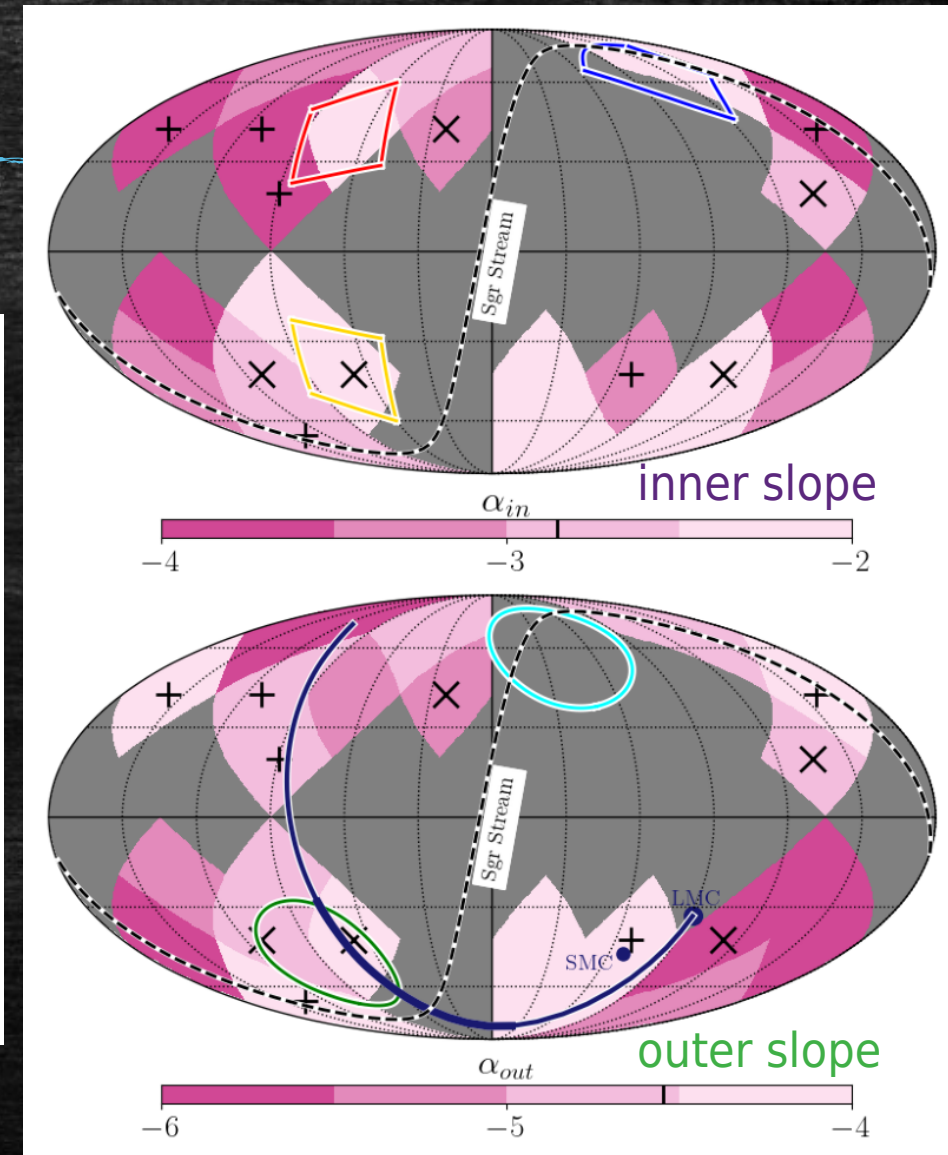 Sgr Stream
inner slope
α_in
−4 −3 −2
Sgr Stream
LMC
SMC
outer slope
α_out
−6 −5 −4